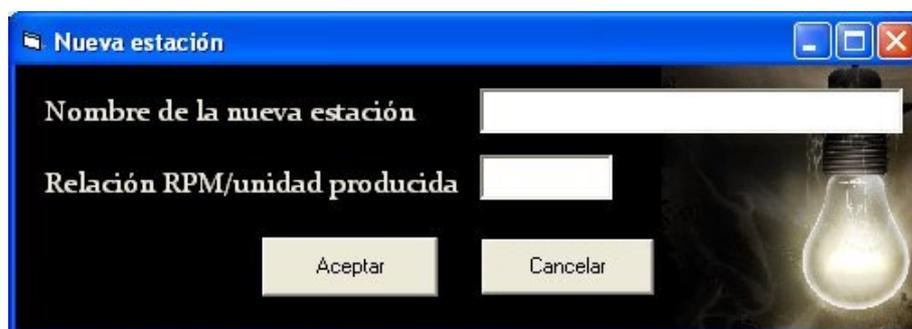 Nueva estación
Nombre de la nueva estación
Relación RPM/unidad producida
Aceptar Cancelar